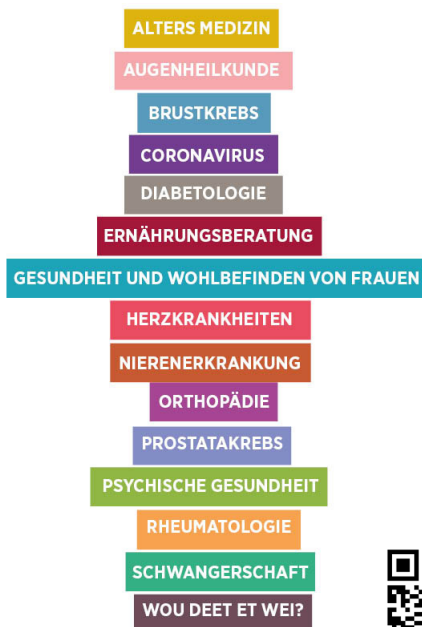 ALTERS MEDIZIN
AUGENHEILKUNDE
BRUSTKREBS
CORONAVIRUS
DIABETOLOGIE
ERNÄHRUNGSBERATUNG
GESUNDHEIT UND WOHLBEFINDEN VON FRAUEN
HERZKRANKHEITEN
NIERENERKRANKUNG
ORTHOPÄDIE
PROSTATAKREBS
PSYCHISCHE GESUNDHEIT
RHEUMATOLOGIE
SCHWANGERSCHAFT
WOU DEET ET WEI?